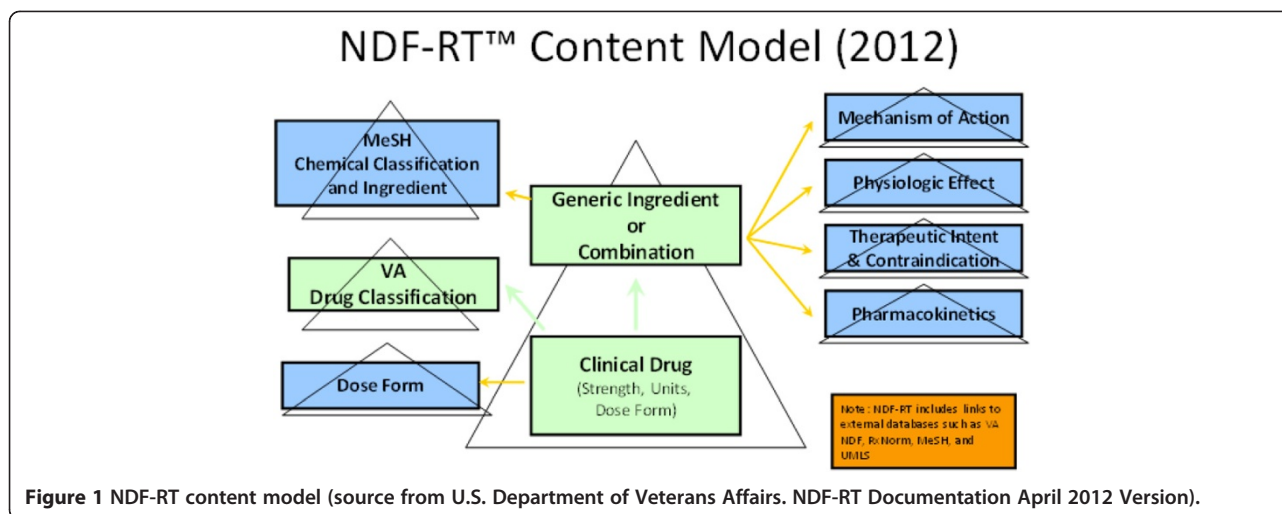 NDF-RT™ Content Model (2012)
MeSH
Chemical Classification
and Ingredient
VA
Drug Classification
Dose Form
Generic Ingredient
or
Combination
Clinical Drug
(Strength, Units,
Dose Form)
Mechanism of Action
Physiologic Effect
Therapeutic Intent
& Contraindication
Pharmacokinetics
Note: NDF-RT includes links to
external databases such as VA
NDF, RxNorm, MeSH, and
UMLS
Figure 1 NDF-RT content model (source from U.S. Department of Veterans Affairs. NDF-RT Documentation April 2012 Version).